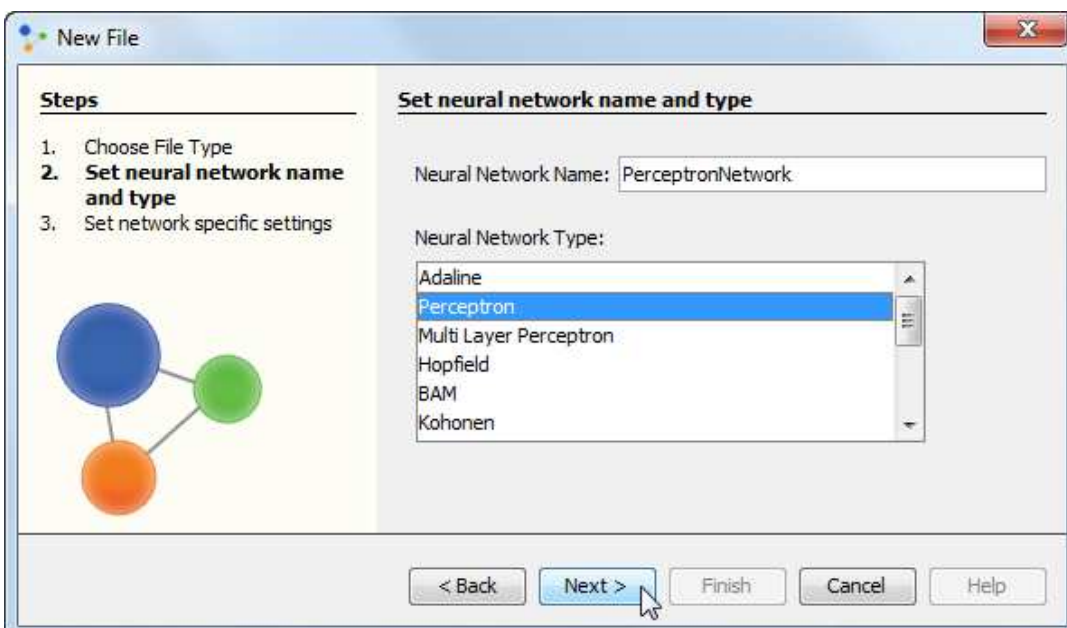 New File
Steps
1. Choose File Type
2. Set neural network name
and type
3. Set network specific settings
Set neural network name and type
Neural Network Name: PerceptronNetwork
Neural Network Type:
Adaline
Perceptron
Multi Layer Perceptron
Hopfield
BAM
Kohonen
< Back Next > Finish Cancel Help